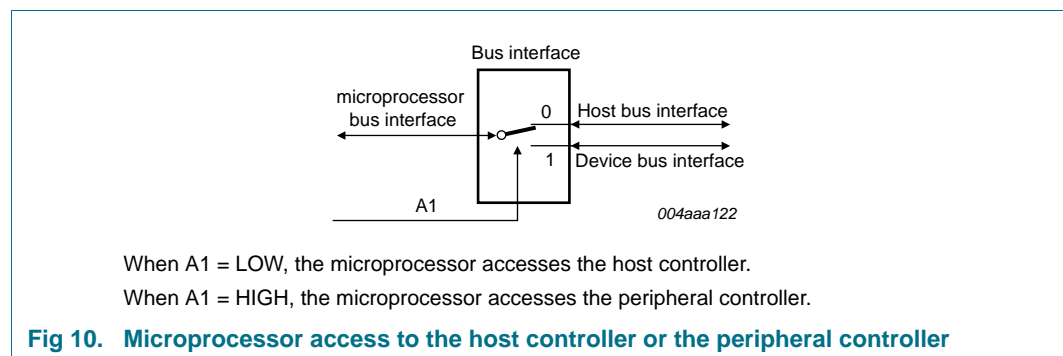 Bus interface
microprocessor
bus interface
0
Host bus interface
1
Device bus interface
A1
004aaa122
When A1 = LOW, the microprocessor accesses the host controller.
When A1 = HIGH, the microprocessor accesses the peripheral controller.
Fig 10. Microprocessor access to the host controller or the peripheral controller